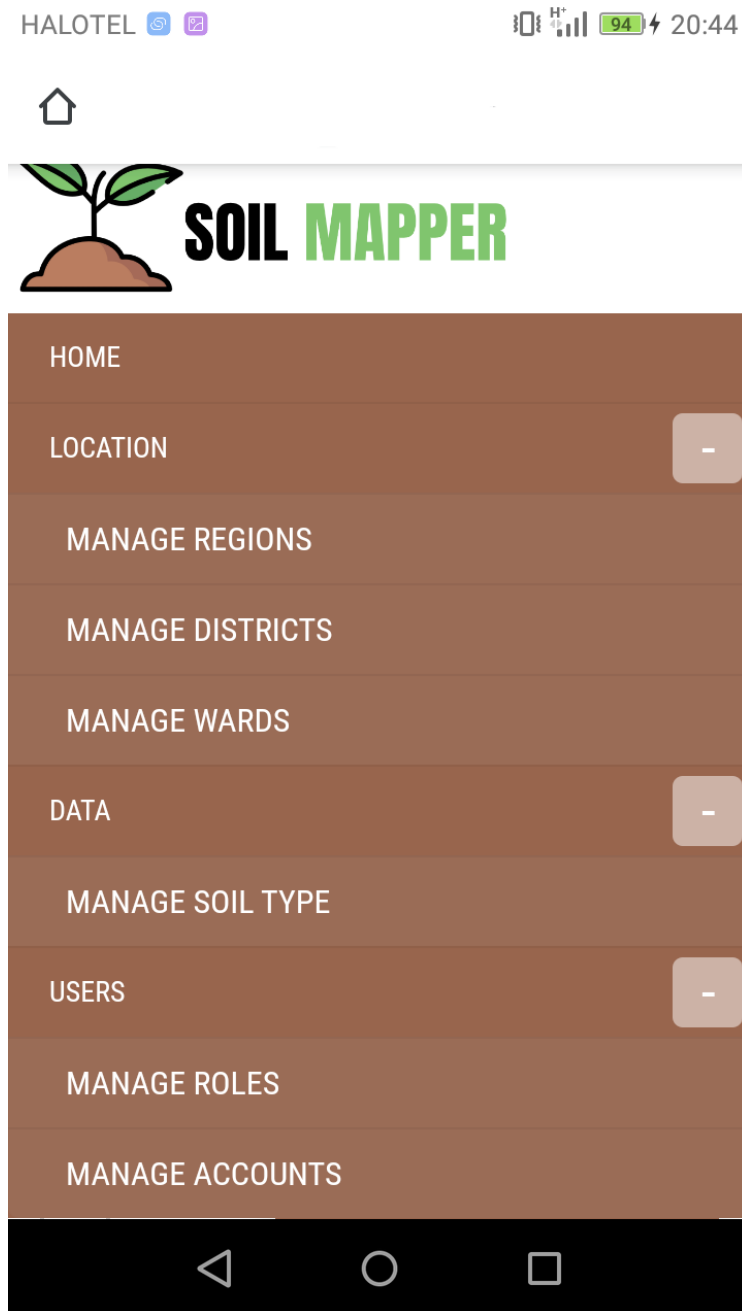 HALOTEL H+ 94 20:44
SOIL MAPPER
HOME
LOCATION -
MANAGE REGIONS
MANAGE DISTRICTS
MANAGE WARDS
DATA -
MANAGE SOIL TYPE
USERS -
MANAGE ROLES
MANAGE ACCOUNTS